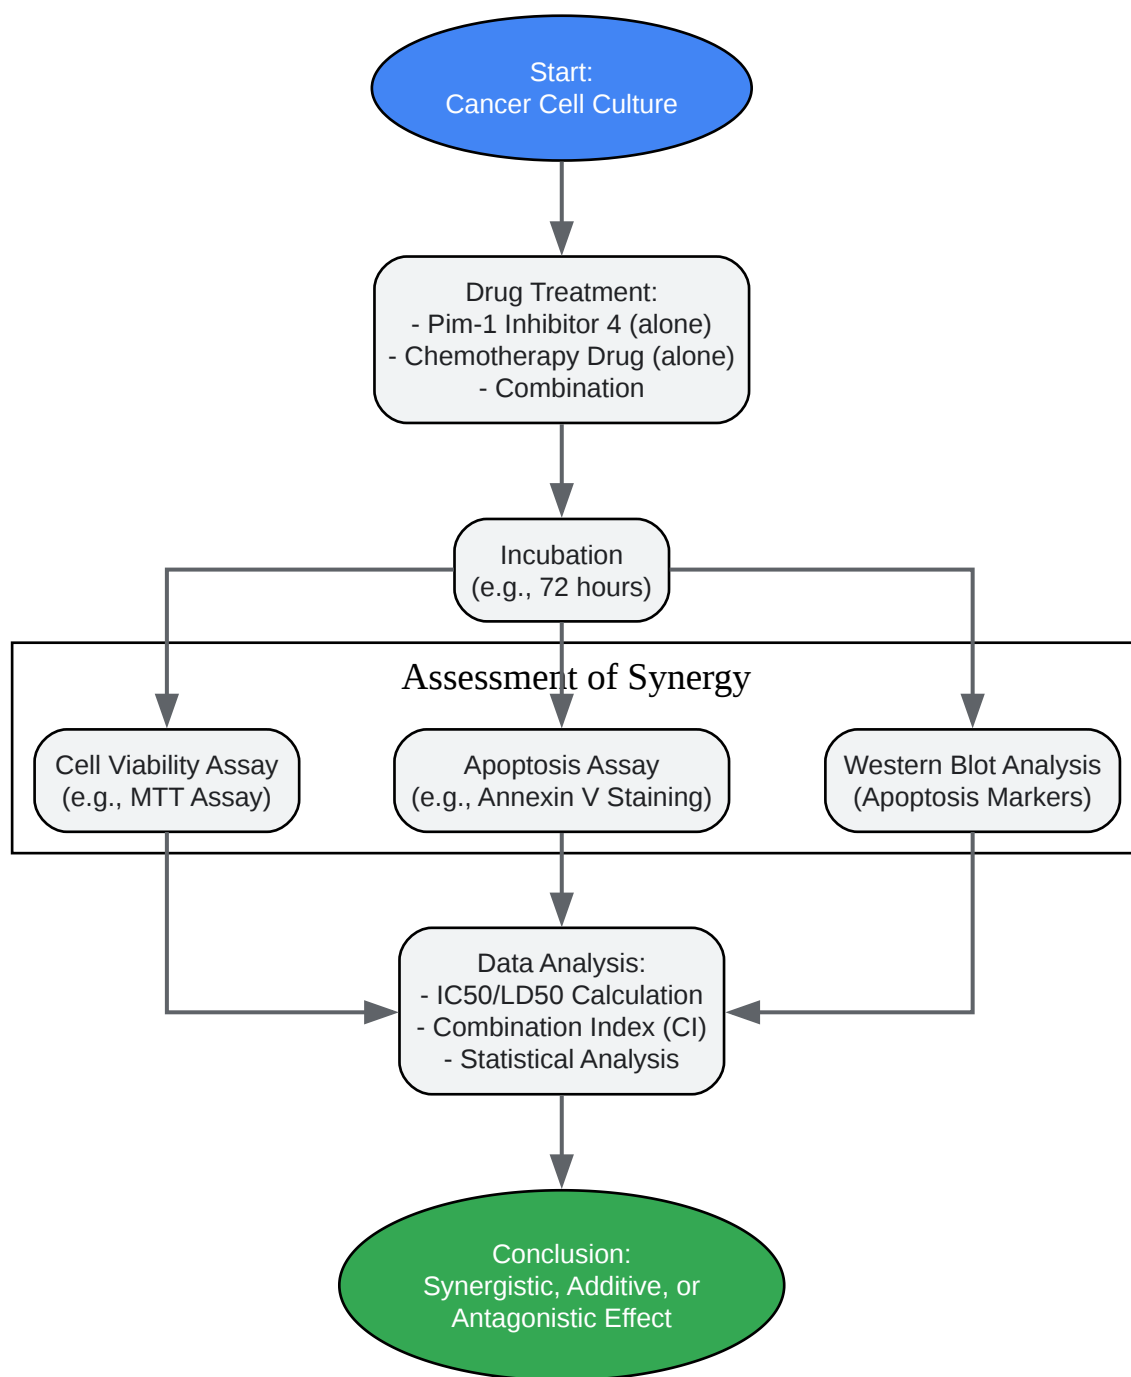 Start:
Cancer Cell Culture
Drug Treatment:
- Pim-1 Inhibitor 4 (alone)
- Chemotherapy Drug (alone)
- Combination
Incubation
(e.g., 72 hours)
Assessment of Synergy
Cell Viability Assay
(e.g., MTT Assay)
Apoptosis Assay
(e.g., Annexin V Staining)
Western Blot Analysis
(Apoptosis Markers)
Data Analysis:
- IC50/LD50 Calculation
- Combination Index (CI)
- Statistical Analysis
Conclusion:
Synergistic, Additive, or
Antagonistic Effect